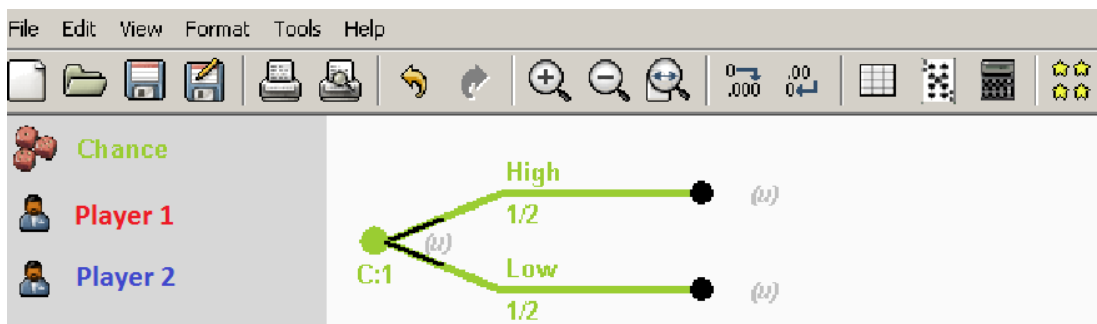 File Edit View Format Tools Help
0 .000
.00 0
Chance
Player 1
Player 2
High
1/2
(u)
(u)
C:1
Low
1/2
(u)